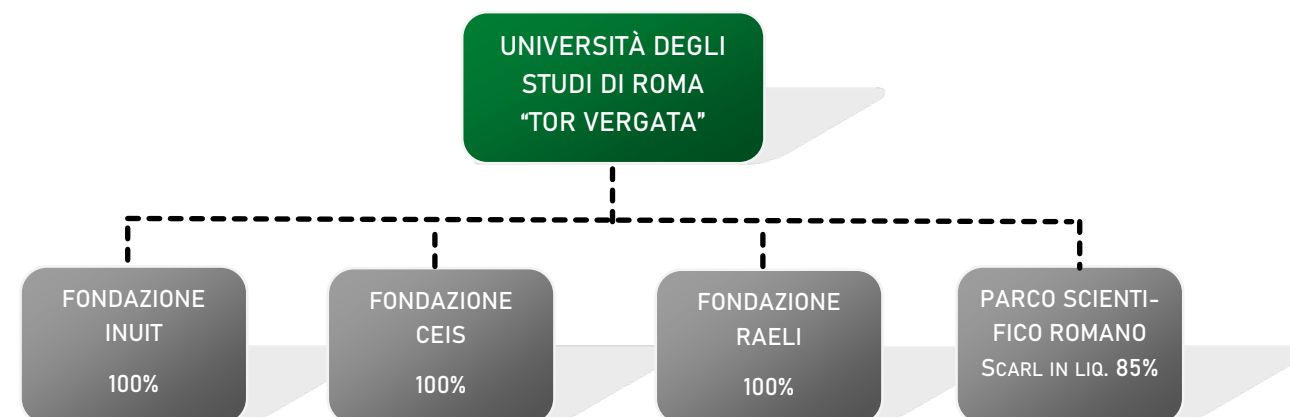 UNIVERSITÀ DEGLI
STUDI DI ROMA
“TOR VERGATA”
FONDAZIONE
INUIT
100%
FONDAZIONE
CEIS
100%
FONDAZIONE
RAELI
100%
PARCO SCIENTI-
FICO ROMANO
SCARL IN LIQ. 85%